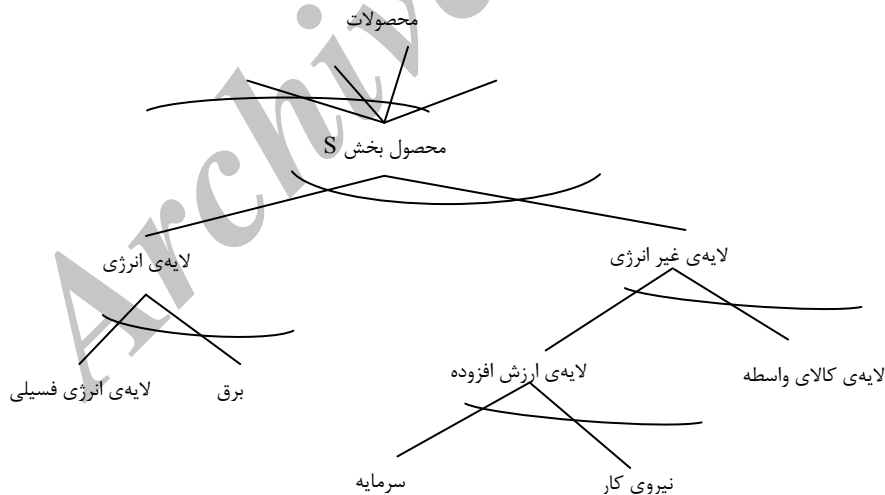 محصولات
محصول بخش S
لایه‌ی غیر انرژی
لایه‌ی انرژی
لایه‌ی کالای واسطه
لایه‌ی ارزش افزوده
برق
لایه‌ی انرژی فسیلی
نیروی کار
سرمایه
Archive